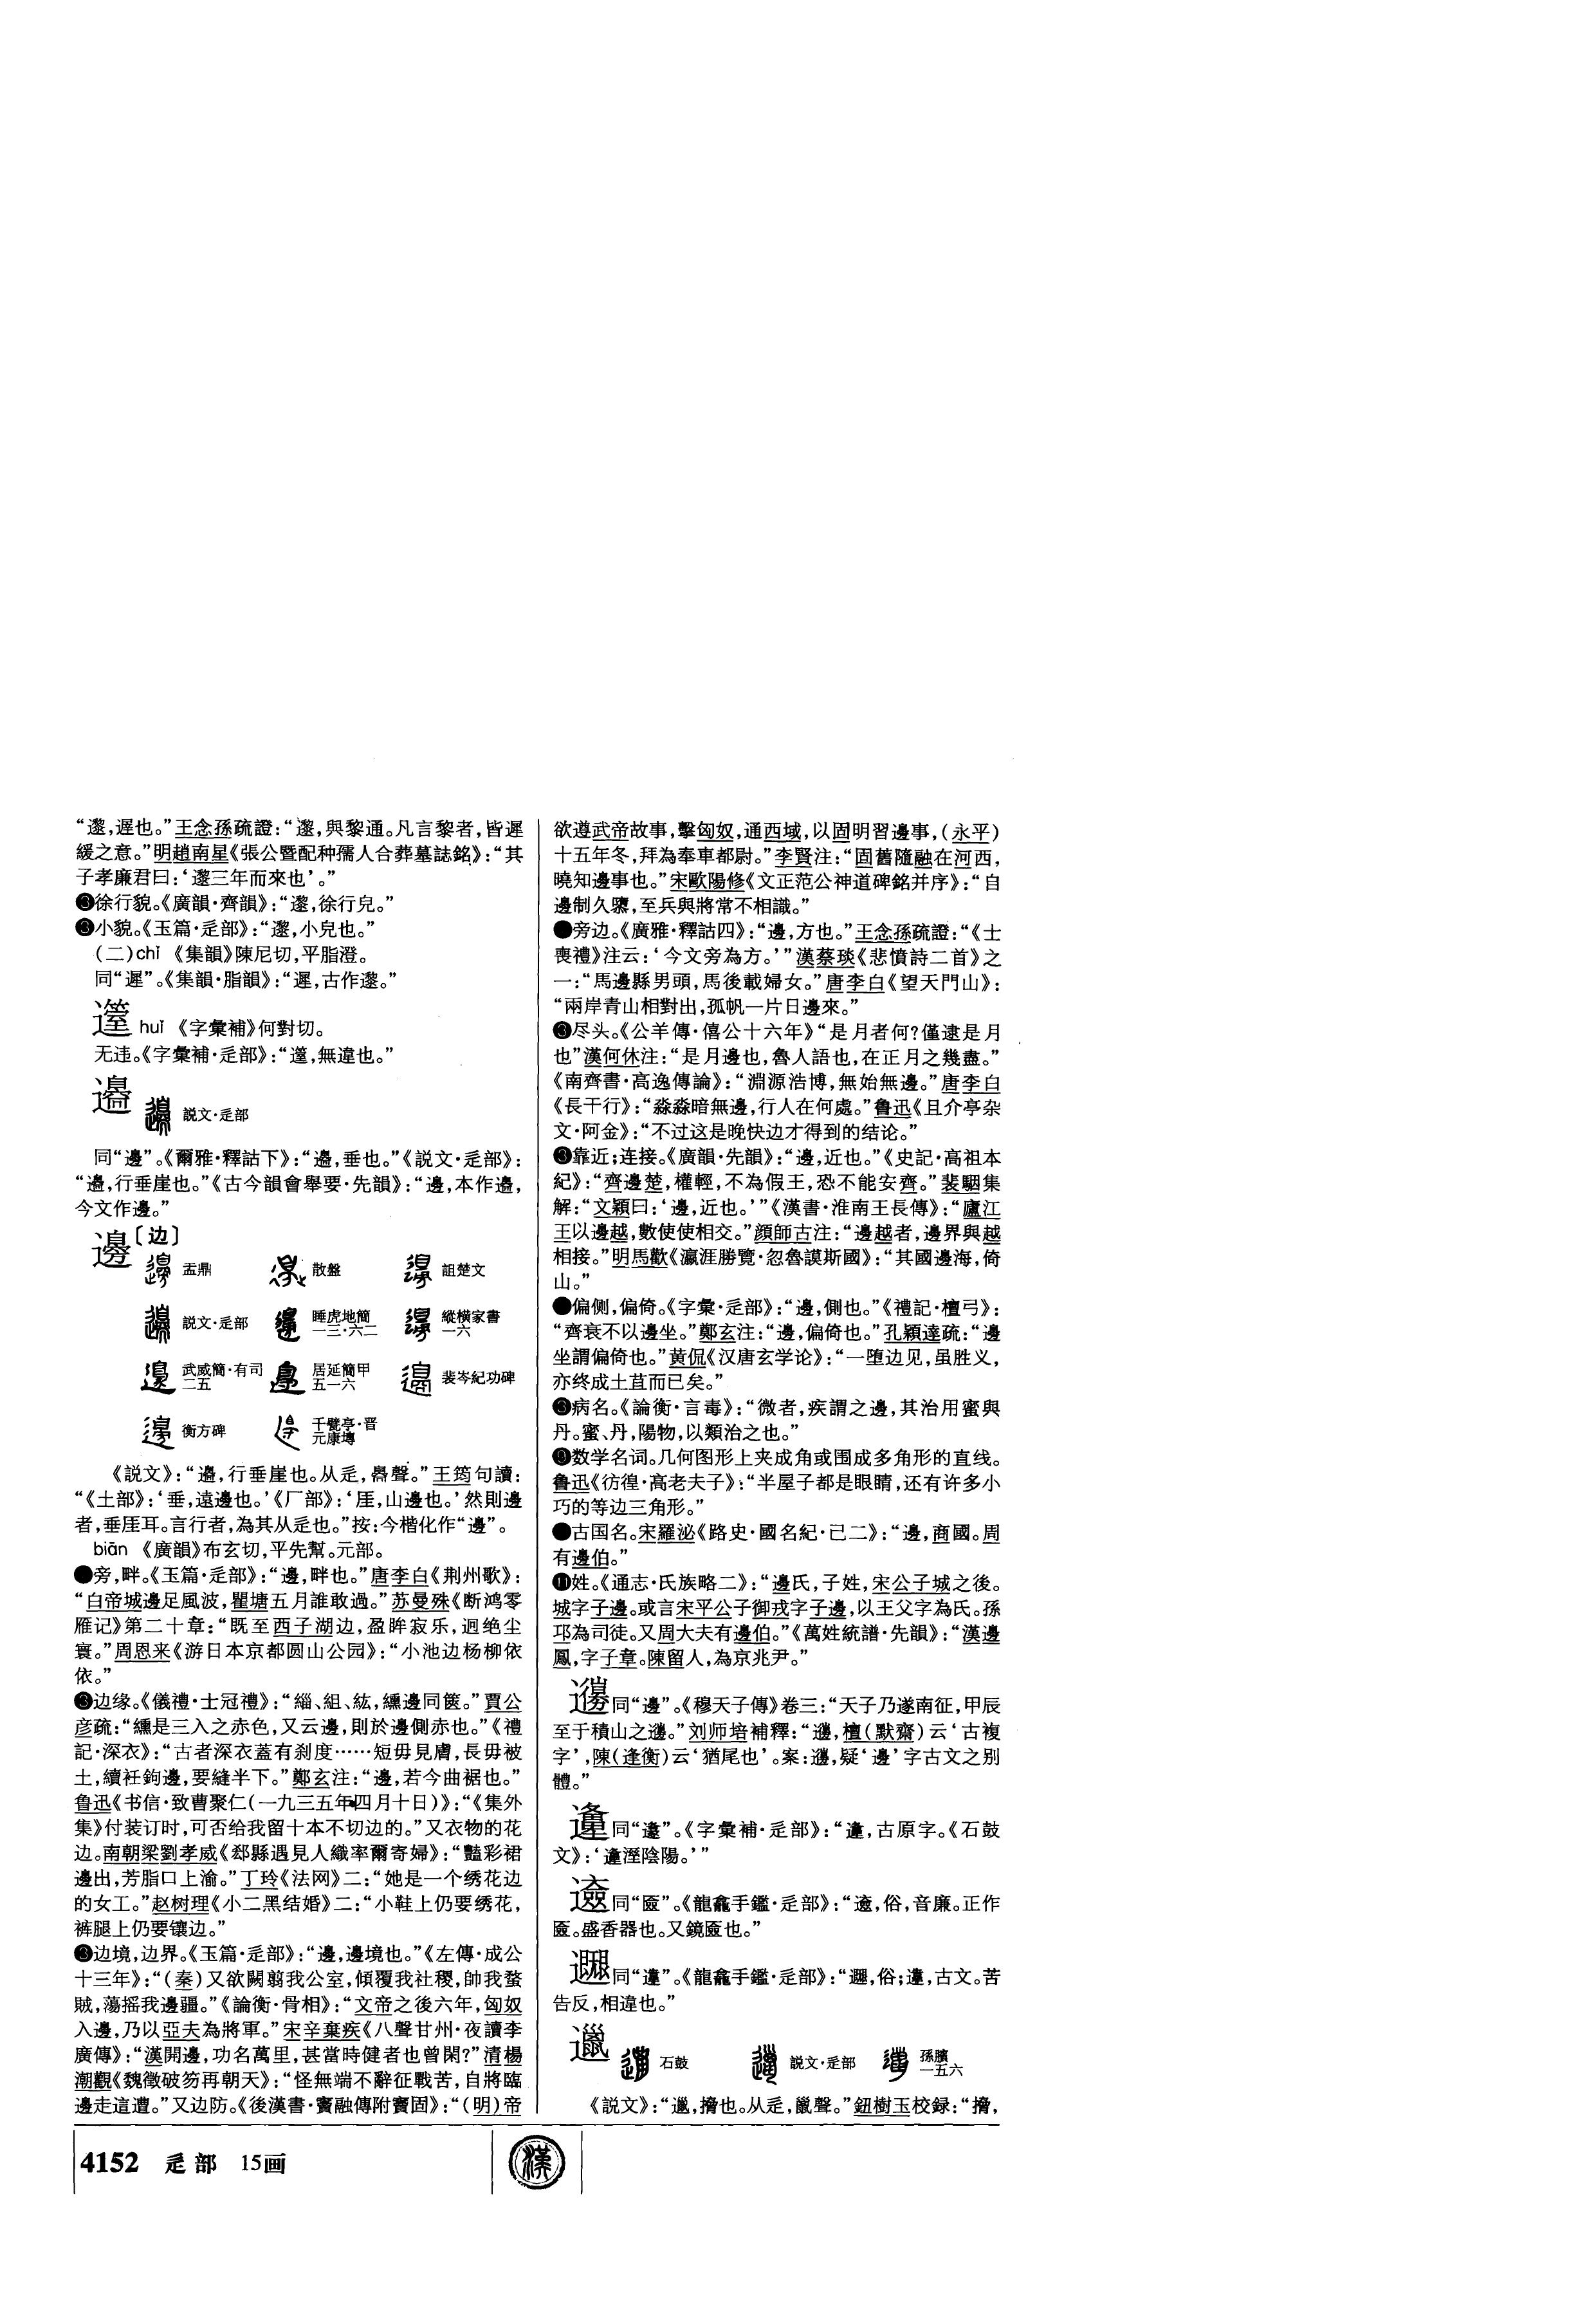 “邌,遲也。”王念孫疏證:“邌,與黎通。凡言黎者,皆遲
緩之意。”明趙南星《張公暨配种孺人合葬墓誌銘》:“其
子孝廉君曰:‘邌三年而來也’。”
❸徐行貌。《廣韻·齊韻》:“邌,徐行皃。”
❸小貌。《玉篇·辵部》:“邌,小皃也。”
(二)chí 《集韻》陳尼切,平脂澄。
同“遲”。《集韻·脂韻》:“遲,古作邌。”
huǐ 《字彙補》何對切。
无违。《字彙補·辵部》:“,無違也。”
邉 説文·辵部
同“邊”。《爾雅·釋詁下》:“邉,垂也。”《説文·辵部》:
“邉,行垂崖也。”《古今韻會舉要·先韻》:“邊,本作邉,
今文作邊。”
邊〔边〕
盂鼎 散盤 詛楚文
説文·辵部 睡虎地簡一三·六二 縱橫家書一六
武威簡·有司二五 居延簡甲五一六 裴岑紀功碑
衡方碑 千甓亭·晋元康塼
《説文》:“邉,行垂崖也。从辵,臱聲。”王筠句讀:
“《土部》:‘垂,遠邊也。’《厂部》:‘厓,山邊也。’然則邊
者,垂厓耳。言行者,為其从辵也。”按:今楷化作“邊”。
biān 《廣韻》布玄切,平先幫。元部。
●旁,畔。《玉篇·辵部》:“邊,畔也。”唐李白《荆州歌》:
“白帝城邊足風波,瞿塘五月誰敢過。”苏曼殊《断鸿零
雁记》第二十章:“既至西子湖边,盈眸寂乐,迥绝尘
寰。”周恩来《游日本京都圆山公园》:“小池边杨柳依
依。”
❸边缘。《儀禮·士冠禮》:“緇、組、紘,纁邊同篋。”賈公
彦疏:“纁是三入之赤色,又云邊,則於邊側赤也。”《禮
記·深衣》:“古者深衣蓋有刹度……短毋見膚,長毋被
土,續衽鉤邊,要縫半下。”鄭玄注:“邊,若今曲裾也。”
鲁迅《书信·致曹聚仁(一九三五年四月十日)》:“《集外
集》付装订时,可否给我留十本不切边的。”又衣物的花
边。南朝梁劉孝威《郄縣遇見人織率爾寄婦》:“豔彩裙
邊出,芳脂口上渝。”丁玲《法网》二:“她是一个绣花边
的女工。”赵树理《小二黑结婚》二:“小鞋上仍要绣花,
裤腿上仍要镶边。”
❸边境,边界。《玉篇·辵部》:“邊,邊境也。”《左傳·成公
十三年》:“(秦)又欲闕翦我公室,傾覆我社稷,帥我蝥
賊,蕩摇我邊疆。”《論衡·骨相》:“文帝之後六年,匈奴
入邊,乃以亞夫為將軍。”宋辛棄疾《八聲甘州·夜讀李
廣傳》:“漢開邊,功名萬里,甚當時健者也曾閑?”清楊
潮觀《魏徵破笏再朝天》:“怪無端不辭征戰苦,自將臨
邊走這遭。”又边防。《後漢書·竇融傳附竇固》:“(明)帝
欲遵武帝故事,擊匈奴,通西域,以固明習邊事,(永平)
十五年冬,拜為奉車都尉。”李賢注:“固舊隨融在河西,
曉知邊事也。”宋歐陽修《文正范公神道碑銘并序》:“自
邊制久隳,至兵與將常不相識。”
●旁边。《廣雅·釋詁四》:“邊,方也。”王念孫疏證:“《士
喪禮》注云:‘今文旁為方。’”漢蔡琰《悲憤詩二首》之
一:“馬邊縣男頭,馬後載婦女。”唐李白《望天門山》:
“兩岸青山相對出,孤帆一片日邊來。”
❸尽头。《公羊傳·僖公十六年》“是月者何?僅逮是月
也”漢何休注:“是月邊也,魯人語也,在正月之幾盡。”
《南齊書·高逸傳論》:“淵源浩博,無始無邊。”唐李白
《長干行》:“淼淼暗無邊,行人在何處。”鲁迅《且介亭杂
文·阿金》:“不过这是晚快边才得到的结论。”
❸靠近;连接。《廣韻·先韻》:“邊,近也。”《史記·高祖本
紀》:“齊邊楚,權輕,不為假王,恐不能安齊。”裴駰集
解:“文穎曰:‘邊,近也。’”《漢書·淮南王長傳》:“廬江
王以邊越,數使使相交。”顔師古注:“邊越者,邊界與越
相接。”明馬歡《瀛涯勝覽·忽魯謨斯國》:“其國邊海,倚
山。”
●偏侧,偏倚。《字彙·辵部》:“邊,側也。”《禮記·檀弓》:
“齊衰不以邊坐。”鄭玄注:“邊,偏倚也。”孔穎達疏:“邊
坐謂偏倚也。”黄侃《汉唐玄学论》:“一堕边见,虽胜义,
亦终成土苴而已矣。”
❸病名。《論衡·言毒》:“微者,疾謂之邊,其治用蜜與
丹。蜜、丹,陽物,以類治之也。”
❾数学名词。几何图形上夹成角或围成多角形的直线。
鲁迅《彷徨·高老夫子》:“半屋子都是眼睛,还有许多小
巧的等边三角形。”
●古国名。宋羅泌《路史·國名紀·已二》:“邊,商國。周
有邊伯。”
⓫姓。《通志·氏族略二》:“邊氏,子姓,宋公子城之後。
城字子邊。或言宋平公子御戎字子邊,以王父字為氏。孫
邛為司徒。又周大夫有邊伯。”《萬姓統譜·先韻》:“漢邊
鳳,字子章。陳留人,為京兆尹。”
同“邊”。《穆天子傳》卷三:“天子乃遂南征,甲辰
至于積山之。”刘师培補釋:“,檀(默齋)云‘古複
字’,陳(逢衡)云‘猶尾也’。案:,疑‘邊’字古文之别
體。”
同“邍”。《字彙補·辵部》:“,古原字。《石鼓
文》:‘溼陰陽。’”
同“匳”。《龍龕手鑑·辵部》:“,俗,音廉。正作
匳。盛香器也。又鏡匳也。”
同“”。《龍龕手鑑·辵部》:“,俗;,古文。苦
告反,相違也。”
邋 石鼓 説文·辵部 孫臏一五六
《説文》:“邋,搚也。从辵,巤聲。”鈕樹玉校録:“搚,
4152 辵部 15画
漢